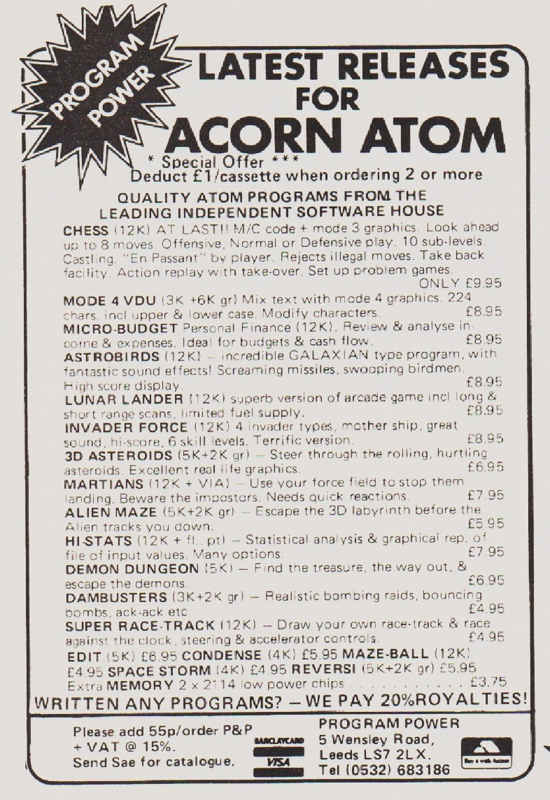 PROGRAM
POWER
LATEST RELEASES
FOR
ACORN ATOM
* Special Offer ***
Deduct £1/cassette when ordering 2 or more
QUALITY ATOM PROGRAMS FROM THE
LEADING INDEPENDENT SOFTWARE HOUSE
CHESS (12K) AT LAST!! M/C code + mode 3 graphics. Look ahead
up to 8 moves. Offensive, Normal or Defensive play. 10 sub-levels.
Castling. "En Passant" by player. Rejects illegal moves. Take back
facility. Action replay with take-over. Set up problem games.
ONLY £9.95
MODE 4 VDU (3K +6K gr) Mix text with mode 4 graphics. 224
chars. incl upper & lower case. Modify characters. £8.95
MICRO-BUDGET Personal Finance (12K). Review & analyse in-
come & expenses. Ideal for budgets & cash flow. £8.95
ASTROBIRDS (12K) — incredible GALAXIAN type program, with
fantastic sound effects! Screaming missiles, swooping birdmen.
High score display. £8.95
LUNAR LANDER (12K) superb version of arcade game incl long &
short range scans, limited fuel supply. £8.95
INVADER FORCE (12K) 4 invader types, mother ship, great
sound, hi-score, 6 skill levels. Terrific version. £8.95
3D ASTEROIDS (5K+2K gr) — Steer through the rolling, hurtling
asteroids. Excellent real life graphics. £6.95
MARTIANS (12K + VIA) — Use your force field to stop them
landing. Beware the impostors. Needs quick reactions. £7.95
ALIEN MAZE (5K+2K gr) — Escape the 3D labyrinth before the
Alien tracks you down. £5.95
HI-STATS (12K + fl. pt) — Statistical analysis & graphical rep. of
file of input values. Many options. £7.95
DEMON DUNGEON (5K) — Find the treasure, the way out, &
escape the demons. £6.95
DAMBUSTERS (3K+2K gr) — Realistic bombing raids, bouncing
bombs, ack-ack etc. £4.95
SUPER RACE-TRACK (12K) — Draw your own race-track & race
against the clock, steering & accelerator controls. £4.95
EDIT (5K) £6.95 CONDENSE (4K) £5.95 MAZE-BALL (12K)
£4.95 SPACE STORM (4K) £4.95 REVERSI (5K+2K gr) £5.95
Extra MEMORY 2 x 2114 low power chips . . . . . . . . . . . £3.75
WRITTEN ANY PROGRAMS? — WE PAY 20%ROYALTIES!
Please add 55p/order P&P
+ VAT @ 15%.
Send Sae for catalogue.
BARCLAYCARD
VISA
PROGRAM POWER
5 Wensley Road,
Leeds LS7 2LX.
Tel (0532) 683186
Buy it with Access